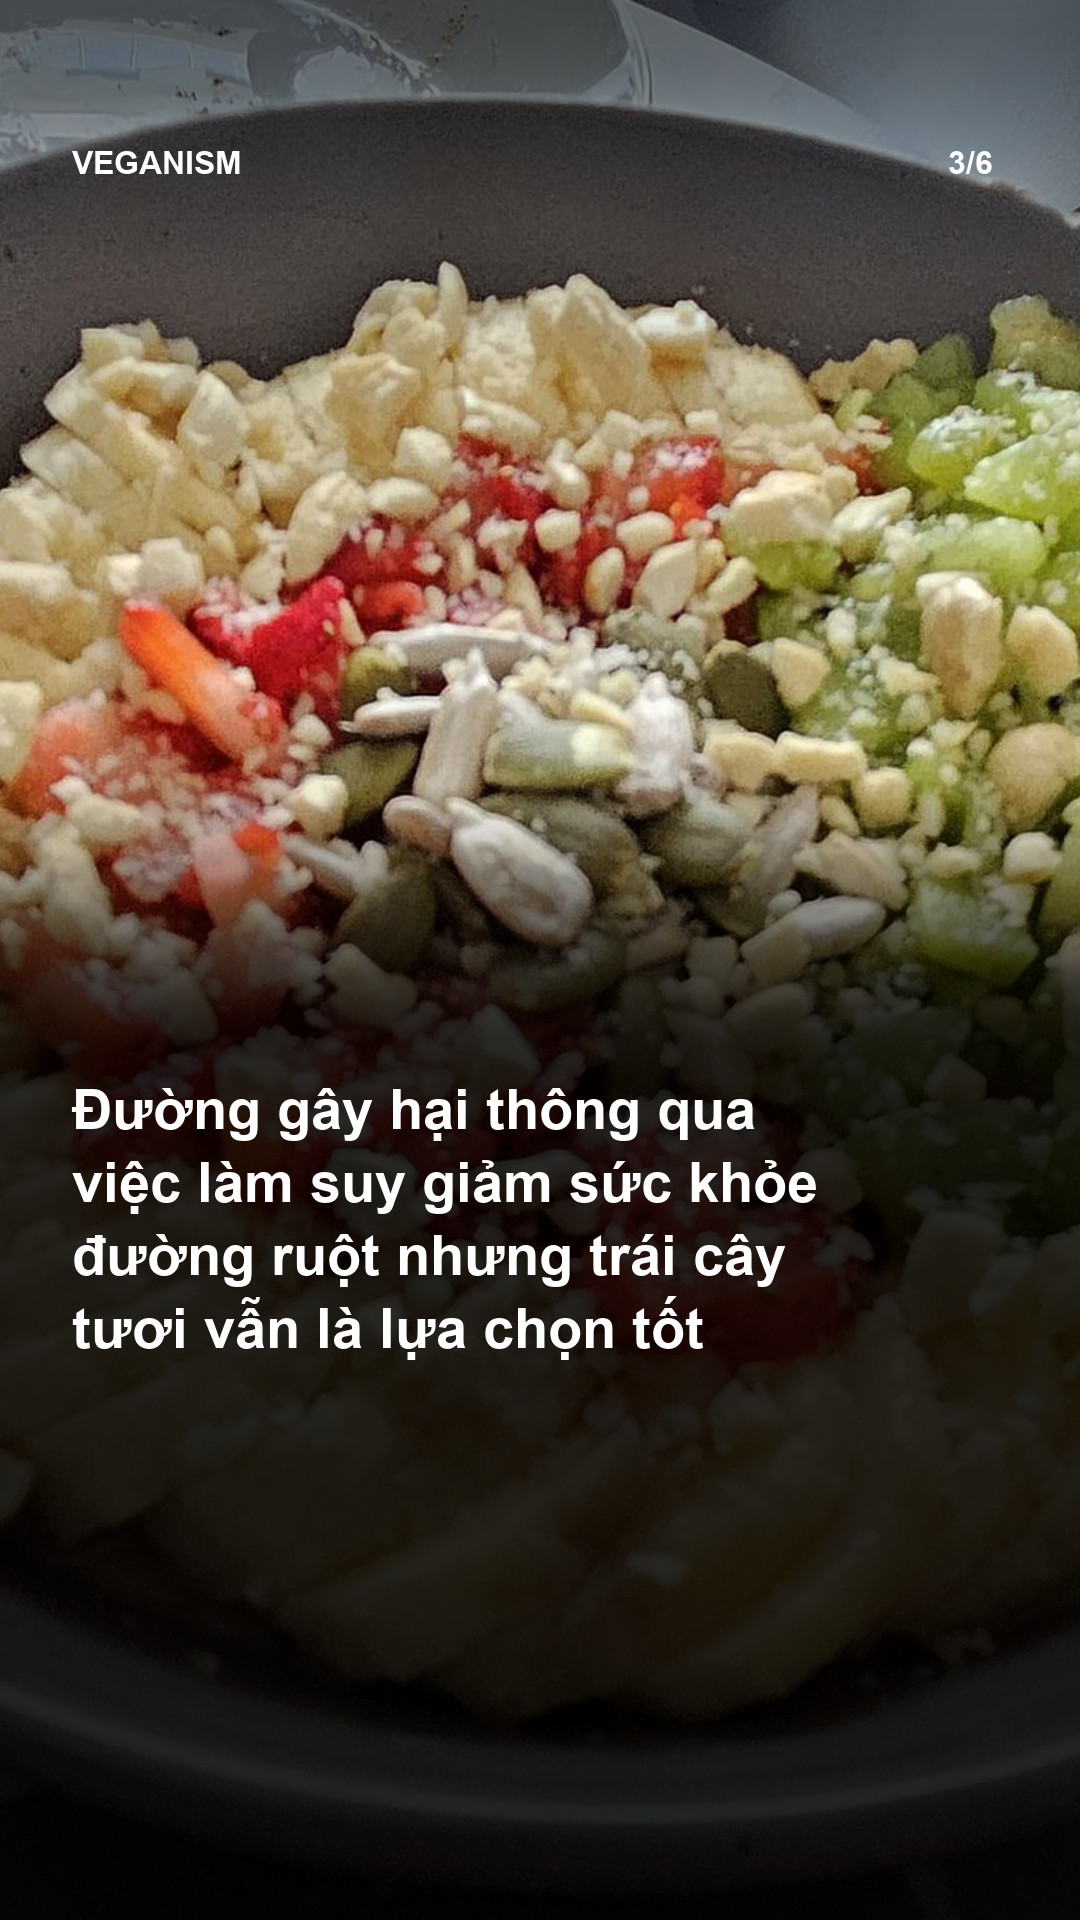 VEGANISM
3/6
Đường gây hại thông qua
việc làm suy giảm sức khỏe
đường ruột nhưng trái cây
tươi vẫn là lựa chọn tốt